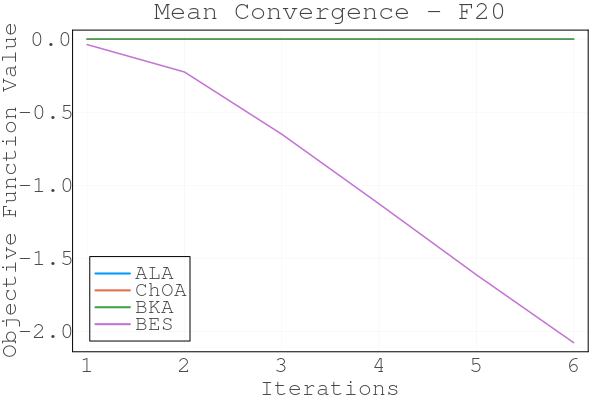 Mean Convergence - F20
Objective Function Value
0.0
-0.5
-1.0
-1.5
-2.0
ALA
ChOA
BKA
BES
1 2 3 4 5 6
Iterations